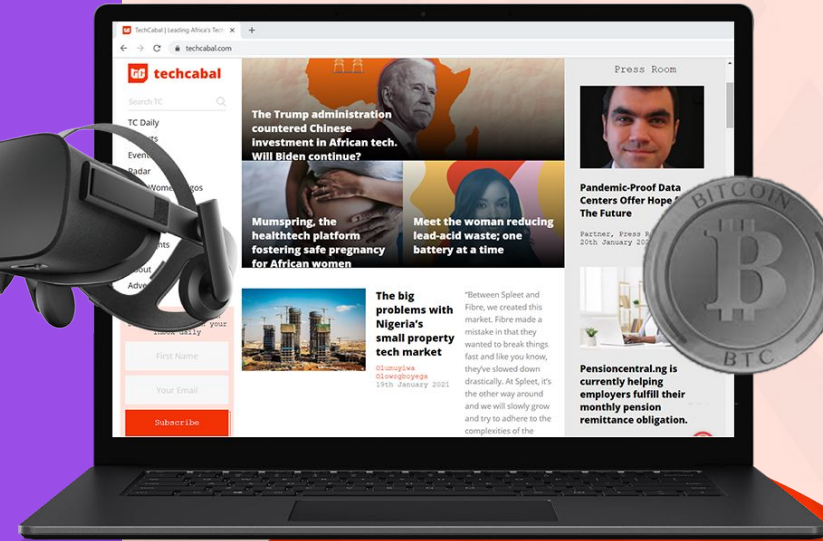 TechCabal | Leading Africa's Tech
techcabal.com
techcabal
Search TC
TC Daily
Radar
About
inbox daily
First Name
Your Email
Subscribe
The Trump administration
countered Chinese
investment in African tech.
Will Biden continue?
Mumspring, the
healthtech platform
fostering safe pregnancy
for African women
Meet the woman reducing
lead-acid waste; one
battery at a time
The big
problems with
Nigeria's
small property
tech market
Olumuyiwa
Olowogboyega
19th January 2021
"Between Spleet and
Fibre, we created this
market. Fibre made a
mistake in that they
wanted to break things
fast and like you know,
they've slowed down
drastically. At Spleet, it's
the other way around
and we will slowly grow
and try to adhere to the
complexities of the
Press Room
Pandemic-Proof Data
Centers Offer Hope
The Future
Partner, Press
20th January
Pensioncentral.ng is
currently helping
employers fulfill their
monthly pension
remittance obligation.
BITCOIN
BTC